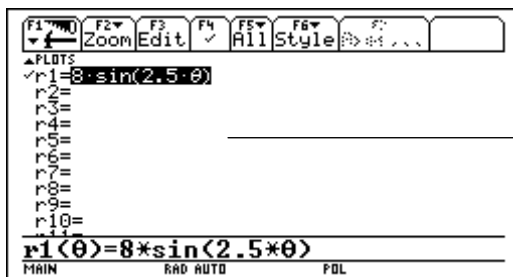 F1 F2 Zoom F3 Edit F4 ✓ F5 All F6 Style F7
▲PLOTS
✓r1=8·sin(2.5·θ)
r2=
r3=
r4=
r5=
r6=
r7=
r8=
r9=
r10=
r1(θ)=8*sin(2.5*θ)
MAIN RAD AUTO POL